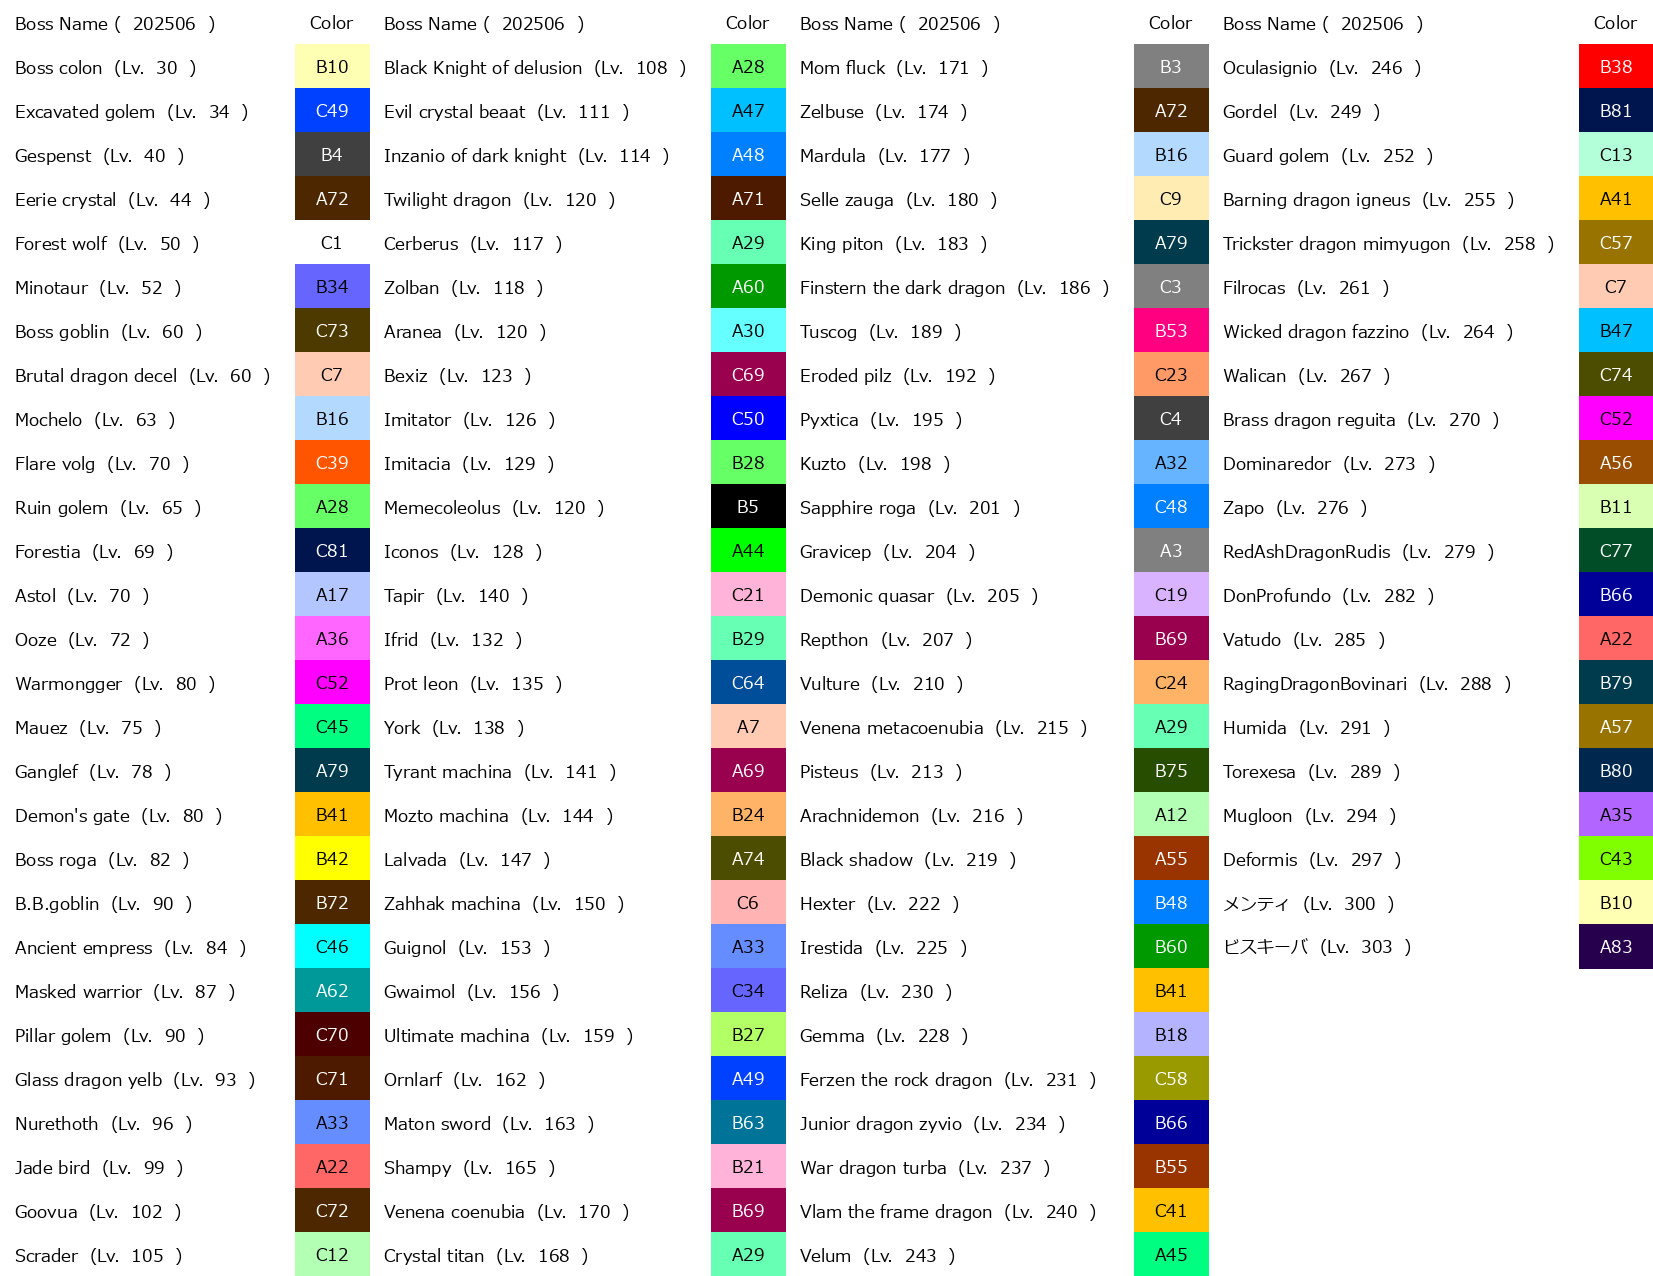 Boss Name ( 202506 ) Color Boss Name ( 202506 ) Color Boss Name ( 202506 ) Color Boss Name ( 202506 ) Color
Boss colon (Lv. 30 ) B10 Black Knight of delusion (Lv. 108 ) A28 Mom fluck (Lv. 171 ) B3 Oculasignio (Lv. 246 ) B38
Excavated golem (Lv. 34 ) C49 Evil crystal beaat (Lv. 111 ) A47 Zelbuse (Lv. 174 ) A72 Gordel (Lv. 249 ) B81
Gespenst (Lv. 40 ) B4 Inzanio of dark knight (Lv. 114 ) A48 Mardula (Lv. 177 ) B16 Guard golem (Lv. 252 ) C13
Eerie crystal (Lv. 44 ) A72 Twilight dragon (Lv. 120 ) A71 Selle zauga (Lv. 180 ) C9 Barning dragon igneus (Lv. 255 ) A41
Forest wolf (Lv. 50 ) C1 Cerberus (Lv. 117 ) A29 King piton (Lv. 183 ) A79 Trickster dragon mimyugon (Lv. 258 ) C57
Minotaur (Lv. 52 ) B34 Zolban (Lv. 118 ) A60 Finstern the dark dragon (Lv. 186 ) C3 Filrocas (Lv. 261 ) C7
Boss goblin (Lv. 60 ) C73 Aranea (Lv. 120 ) A30 Tuscog (Lv. 189 ) B53 Wicked dragon fazzino (Lv. 264 ) B47
Brutal dragon decel (Lv. 60 ) C7 Bexiz (Lv. 123 ) C69 Eroded pilz (Lv. 192 ) C23 Walican (Lv. 267 ) C74
Mochelo (Lv. 63 ) B16 Imitator (Lv. 126 ) C50 Pyxtica (Lv. 195 ) C4 Brass dragon reguita (Lv. 270 ) C52
Flare volg (Lv. 70 ) C39 Imitacia (Lv. 129 ) B28 Kuzto (Lv. 198 ) A32 Dominaredor (Lv. 273 ) A56
Ruin golem (Lv. 65 ) A28 Memecoleolus (Lv. 120 ) B5 Sapphire roga (Lv. 201 ) C48 Zapo (Lv. 276 ) B11
Forestia (Lv. 69 ) C81 Iconos (Lv. 128 ) A44 Gravicep (Lv. 204 ) A3 RedAshDragonRudis (Lv. 279 ) C77
Astol (Lv. 70 ) A17 Tapir (Lv. 140 ) C21 Demonic quasar (Lv. 205 ) C19 DonProfundo (Lv. 282 ) B66
Ooze (Lv. 72 ) A36 Ifrid (Lv. 132 ) B29 Repthon (Lv. 207 ) B69 Vatudo (Lv. 285 ) A22
Warmongger (Lv. 80 ) C52 Prot leon (Lv. 135 ) C64 Vulture (Lv. 210 ) C24 RagingDragonBovinari (Lv. 288 ) B79
Mauez (Lv. 75 ) C45 York (Lv. 138 ) A7 Venena metacoenubia (Lv. 215 ) A29 Humida (Lv. 291 ) A57
Ganglef (Lv. 78 ) A79 Tyrant machina (Lv. 141 ) A69 Pisteus (Lv. 213 ) B75 Torexesa (Lv. 289 ) B80
Demon's gate (Lv. 80 ) B41 Mozto machina (Lv. 144 ) B24 Arachnidemon (Lv. 216 ) A12 Mugloon (Lv. 294 ) A35
Boss roga (Lv. 82 ) B42 Lalvada (Lv. 147 ) A74 Black shadow (Lv. 219 ) A55 Deformis (Lv. 297 ) C43
B.B.goblin (Lv. 90 ) B72 Zahhak machina (Lv. 150 ) C6 Hexter (Lv. 222 ) B48 メンティ (Lv. 300 ) B10
Ancient empress (Lv. 84 ) C46 Guignol (Lv. 153 ) A33 Irestida (Lv. 225 ) B60 ビスキーバ (Lv. 303 ) A83
Masked warrior (Lv. 87 ) A62 Gwaimol (Lv. 156 ) C34 Reliza (Lv. 230 ) B41
Pillar golem (Lv. 90 ) C70 Ultimate machina (Lv. 159 ) B27 Gemma (Lv. 228 ) B18
Glass dragon yelb (Lv. 93 ) C71 Ornlarf (Lv. 162 ) A49 Ferzen the rock dragon (Lv. 231 ) C58
Nurethoth (Lv. 96 ) A33 Maton sword (Lv. 163 ) B63 Junior dragon zyvio (Lv. 234 ) B66
Jade bird (Lv. 99 ) A22 Shampy (Lv. 165 ) B21 War dragon turba (Lv. 237 ) B55
Goovua (Lv. 102 ) C72 Venena coenubia (Lv. 170 ) B69 Vlam the frame dragon (Lv. 240 ) C41
Scrader (Lv. 105 ) C12 Crystal titan (Lv. 168 ) A29 Velum (Lv. 243 ) A45